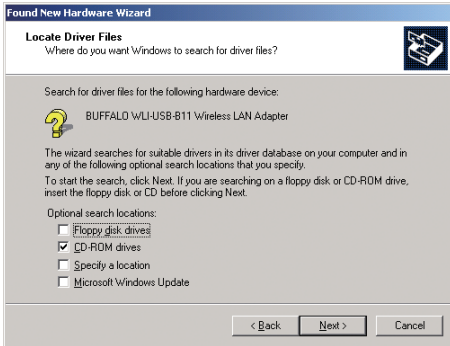 Found New Hardware Wizard
Locate Driver Files
Where do you want Windows to search for driver files?
Search for driver files for the following hardware device:
BUFFALO WLI-USB-B11 Wireless LAN Adapter
The wizard searches for suitable drivers in its driver database on your computer and in
any of the following optional search locations that you specify.
To start the search, click Next. If you are searching on a floppy disk or CD-ROM drive,
insert the floppy disk or CD before clicking Next.
Optional search locations:
Floppy disk drives
CD-ROM drives
Specify a location
Microsoft Windows Update
< Back Next > Cancel